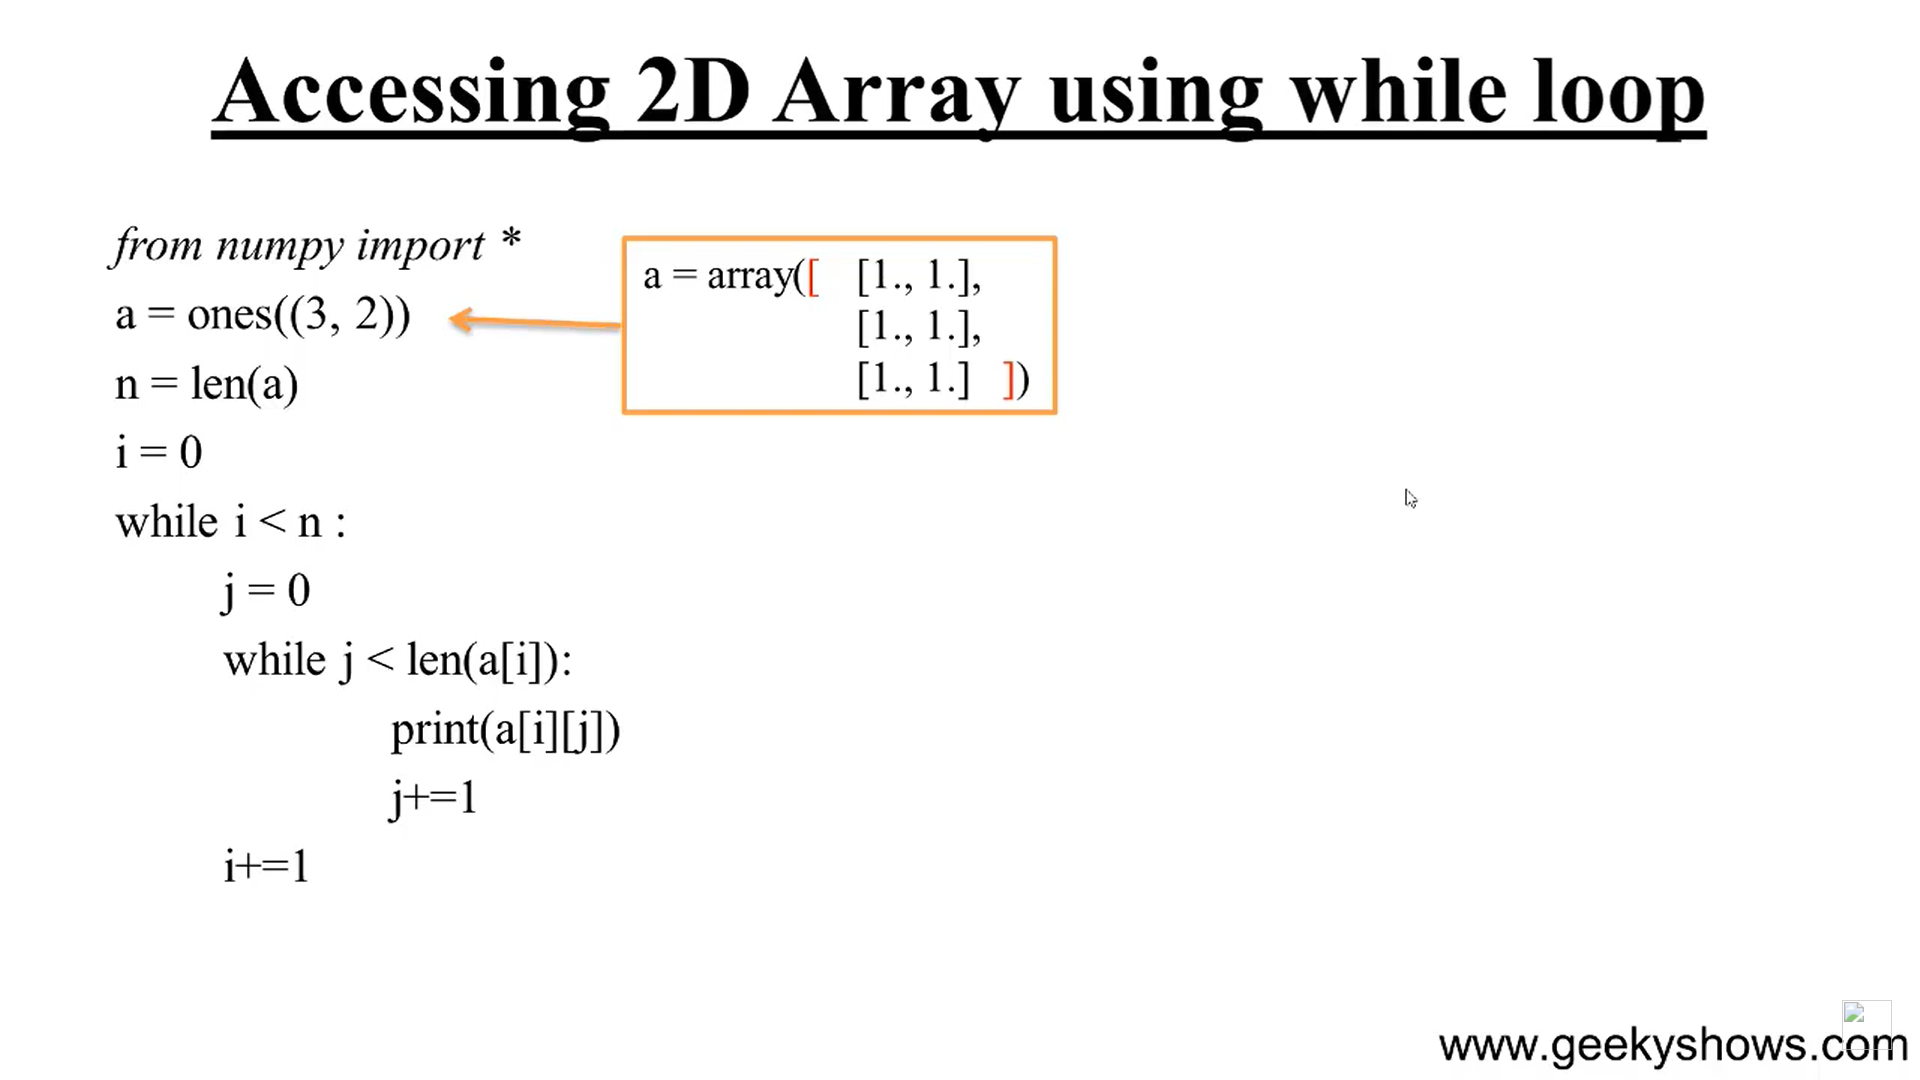 Accessing 2D Array using while loop
from numpy import *
a = ones((3, 2))
n = len(a)
i = 0
while i < n :
j = 0
while j < len(a[i]):
print(a[i][j])
j+=1
i+=1
a = array([ [1., 1.],
[1., 1.],
[1., 1.] ])
www.geekyshows.com